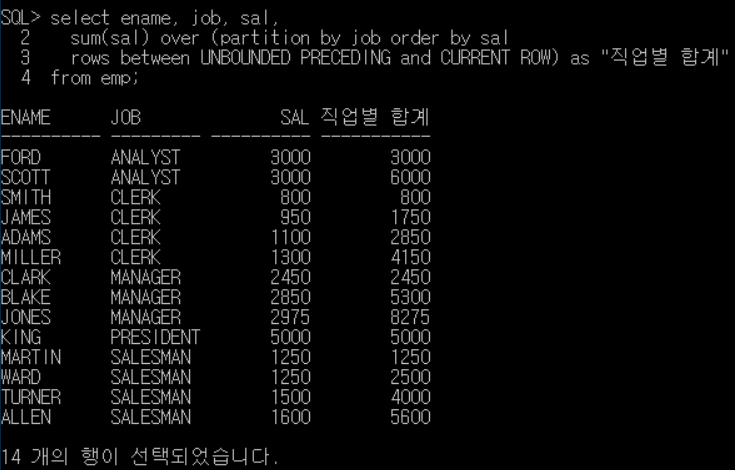 SQL> select ename, job, sal,
  2    sum(sal) over (partition by job order by sal
  3    rows between UNBOUNDED PRECEDING and CURRENT ROW) as "직업별 합계"
  4  from emp;
ENAME      JOB              SAL 직업별 합계
---------- --------- ---------- -----------
FORD       ANALYST         3000        3000
SCOTT      ANALYST         3000        6000
SMITH      CLERK            800         800
JAMES      CLERK            950        1750
ADAMS      CLERK           1100        2850
MILLER     CLERK           1300        4150
CLARK      MANAGER         2450        2450
BLAKE      MANAGER         2850        5300
JONES      MANAGER         2975        8275
KING       PRESIDENT       5000        5000
MARTIN     SALESMAN        1250        1250
WARD       SALESMAN        1250        2500
TURNER     SALESMAN        1500        4000
ALLEN      SALESMAN        1600        5600
14 개의 행이 선택되었습니다.